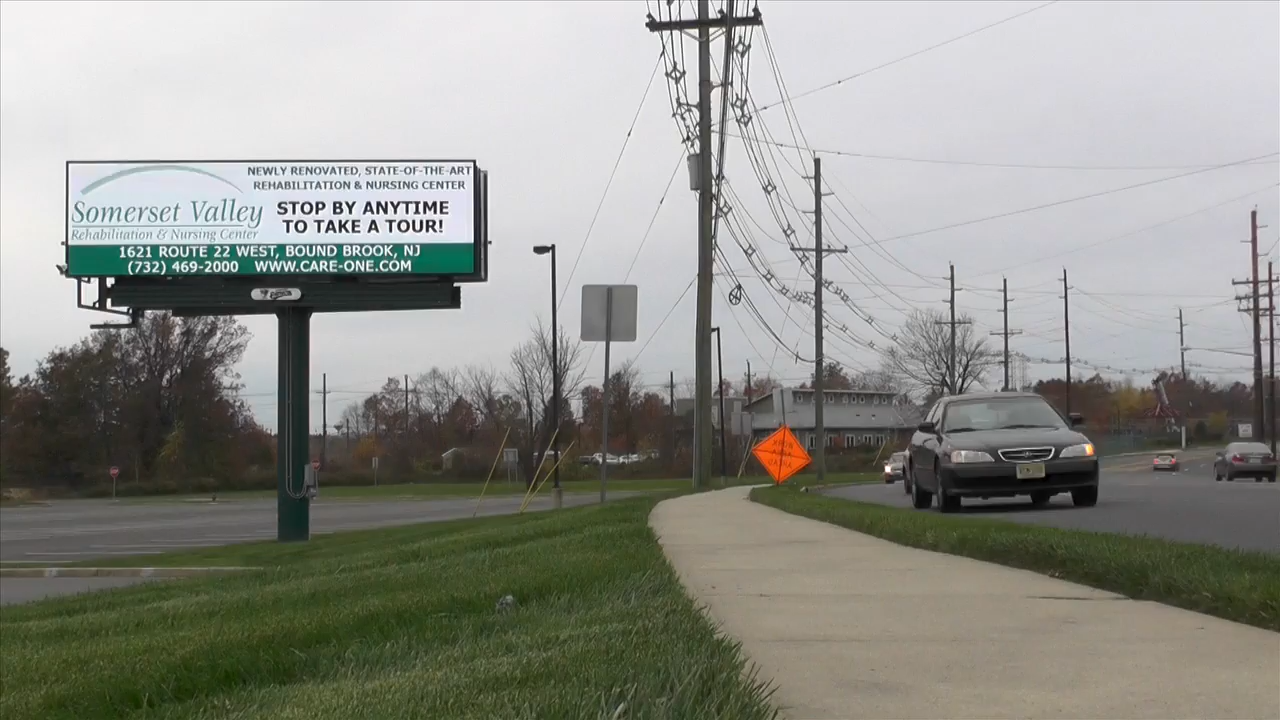 NEWLY RENOVATED, STATE-OF-THE-ART
REHABILITATION & NURSING CENTER
Somerset Valley
Rehabilitation & Nursing Center
STOP BY ANYTIME
TO TAKE A TOUR!
1621 ROUTE 22 WEST, BOUND BROOK, NJ
(732) 469-2000 WWW.CARE-ONE.COM